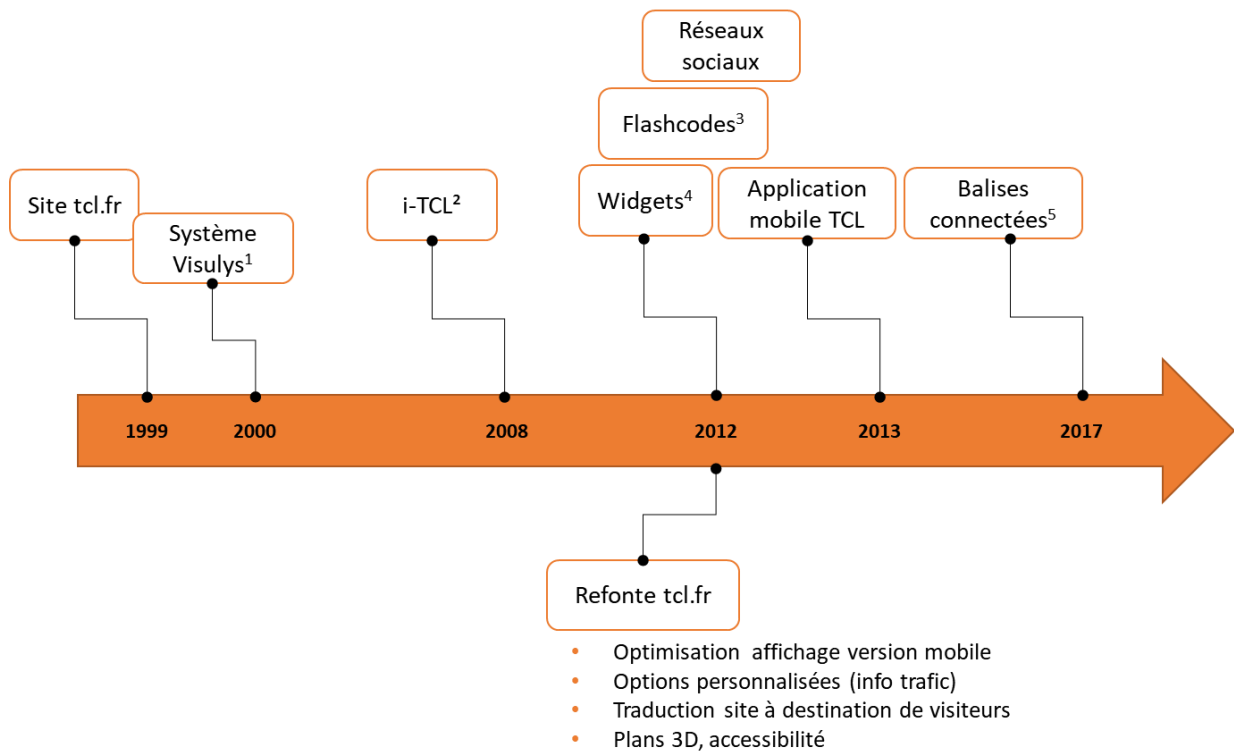 Réseaux
sociaux
Flashcodes³
Site tcl.fr
Système
Visulys¹
i-TCL²
Widgets⁴
Application
mobile TCL
Balises
connectées⁵
1999
2000
2008
2012
2013
2017
Refonte tcl.fr
• Optimisation affichage version mobile
• Options personnalisées (info trafic)
• Traduction site à destination de visiteurs
• Plans 3D, accessibilité